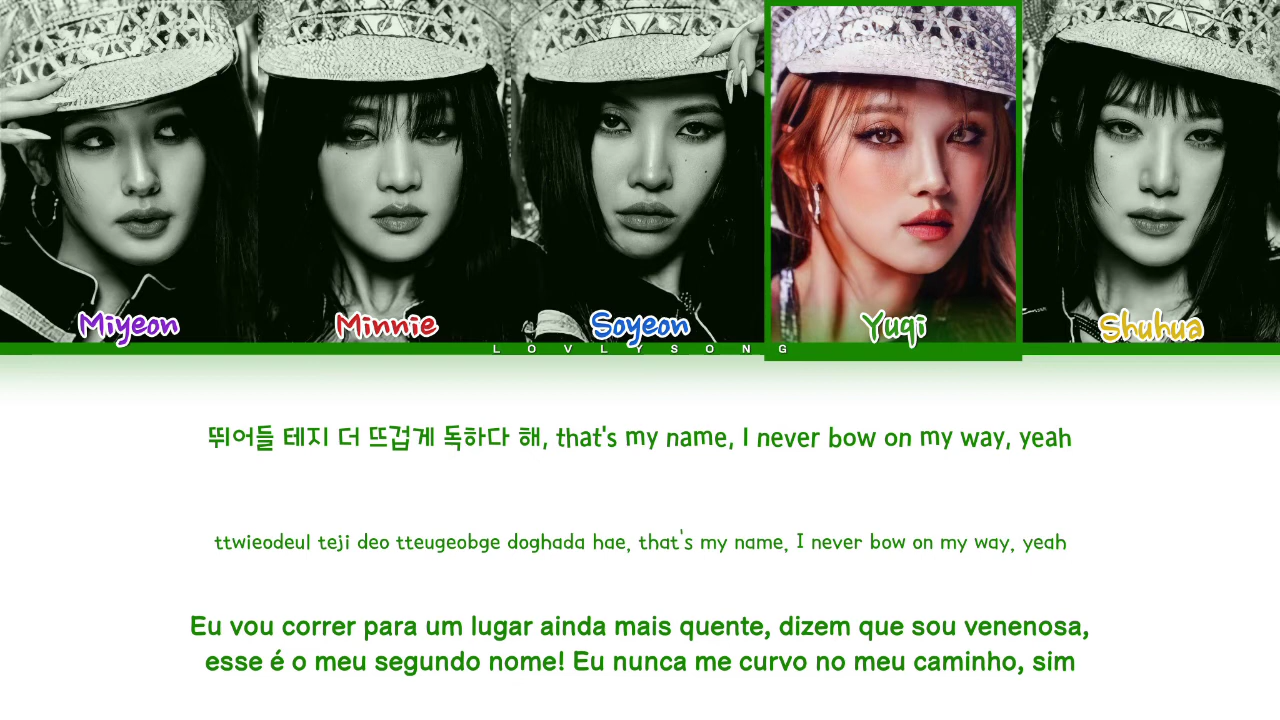 Miyeon
Minnie
Soyeon
Yuqi
Shuhua
LOVLYSONG
뛰어들 테지 더 뜨겁게 독하다 해, that's my name, I never bow on my way, yeah
ttwieodeul teji deo tteugeobge doghada hae, that's my name, I never bow on my way, yeah
Eu vou correr para um lugar ainda mais quente, dizem que sou venenosa,
esse é o meu segundo nome! Eu nunca me curvo no meu caminho, sim